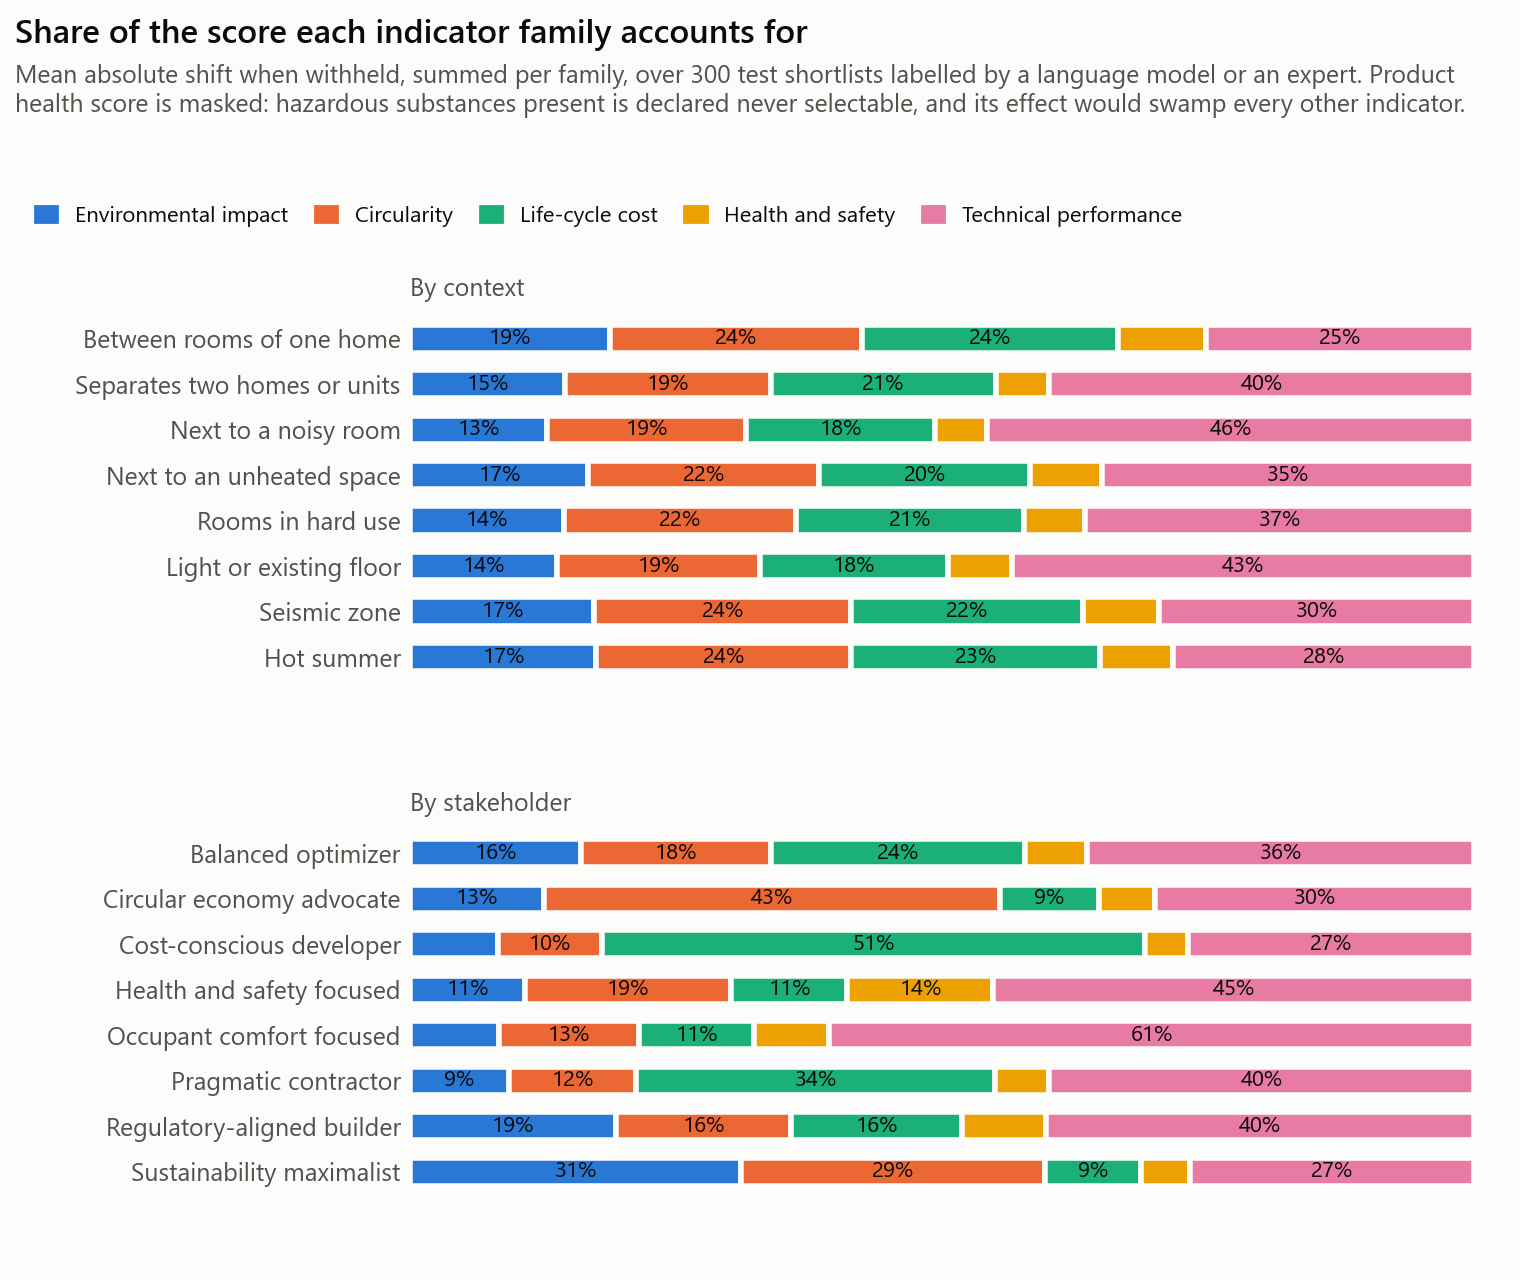 Share of the score each indicator family accounts for
Mean absolute shift when withheld, summed per family, over 300 test shortlists labelled by a language model or an expert. Product
health score is masked: hazardous substances present is declared never selectable, and its effect would swamp every other indicator.
Environmental impact Circularity Life-cycle cost Health and safety Technical performance
By context
Between rooms of one home 19% 24% 24% 25%
Separates two homes or units 15% 19% 21% 40%
Next to a noisy room 13% 19% 18% 46%
Next to an unheated space 17% 22% 20% 35%
Rooms in hard use 14% 22% 21% 37%
Light or existing floor 14% 19% 18% 43%
Seismic zone 17% 24% 22% 30%
Hot summer 17% 24% 23% 28%
By stakeholder
Balanced optimizer 16% 18% 24% 36%
Circular economy advocate 13% 43% 9% 30%
Cost-conscious developer 10% 51% 27%
Health and safety focused 11% 19% 11% 14% 45%
Occupant comfort focused 13% 11% 61%
Pragmatic contractor 9% 12% 34% 40%
Regulatory-aligned builder 19% 16% 16% 40%
Sustainability maximalist 31% 29% 9% 27%